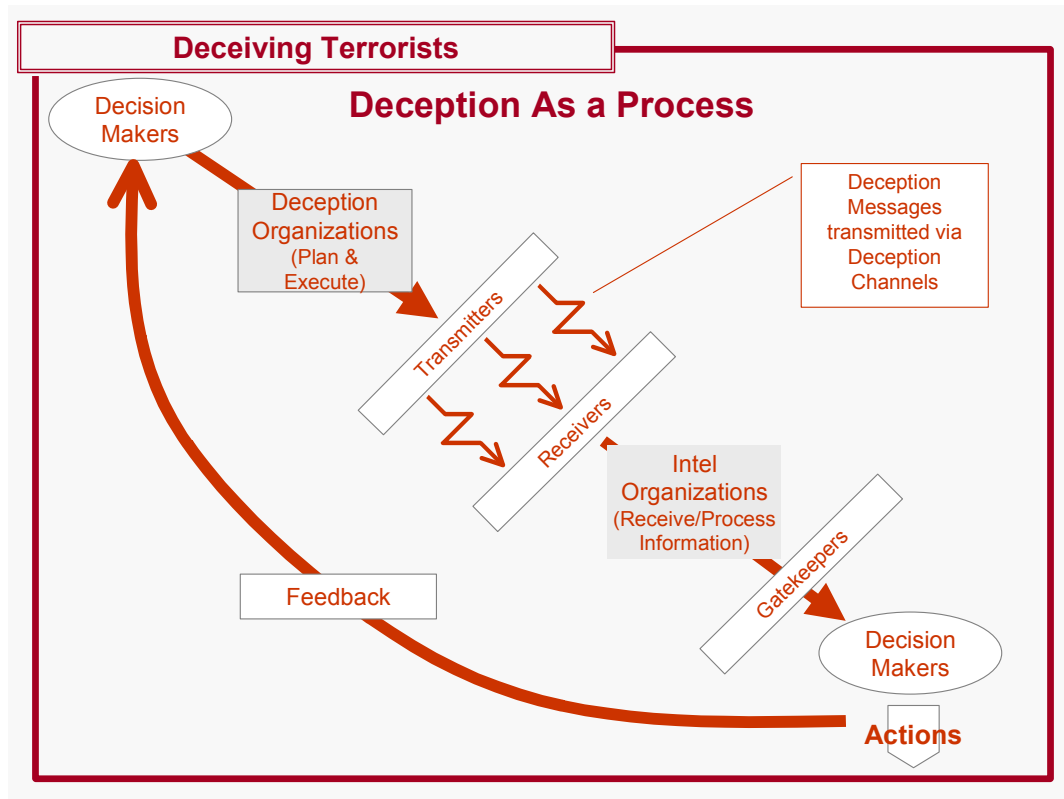 Deceiving Terrorists
Deception As a Process
Decision
Makers
Deception
Organizations
(Plan &
Execute)
Deception
Messages
transmitted via
Deception
Channels
Transmitters
Receivers
Intel
Organizations
(Receive/Process
Information)
Gatekeepers
Feedback
Decision
Makers
Actions